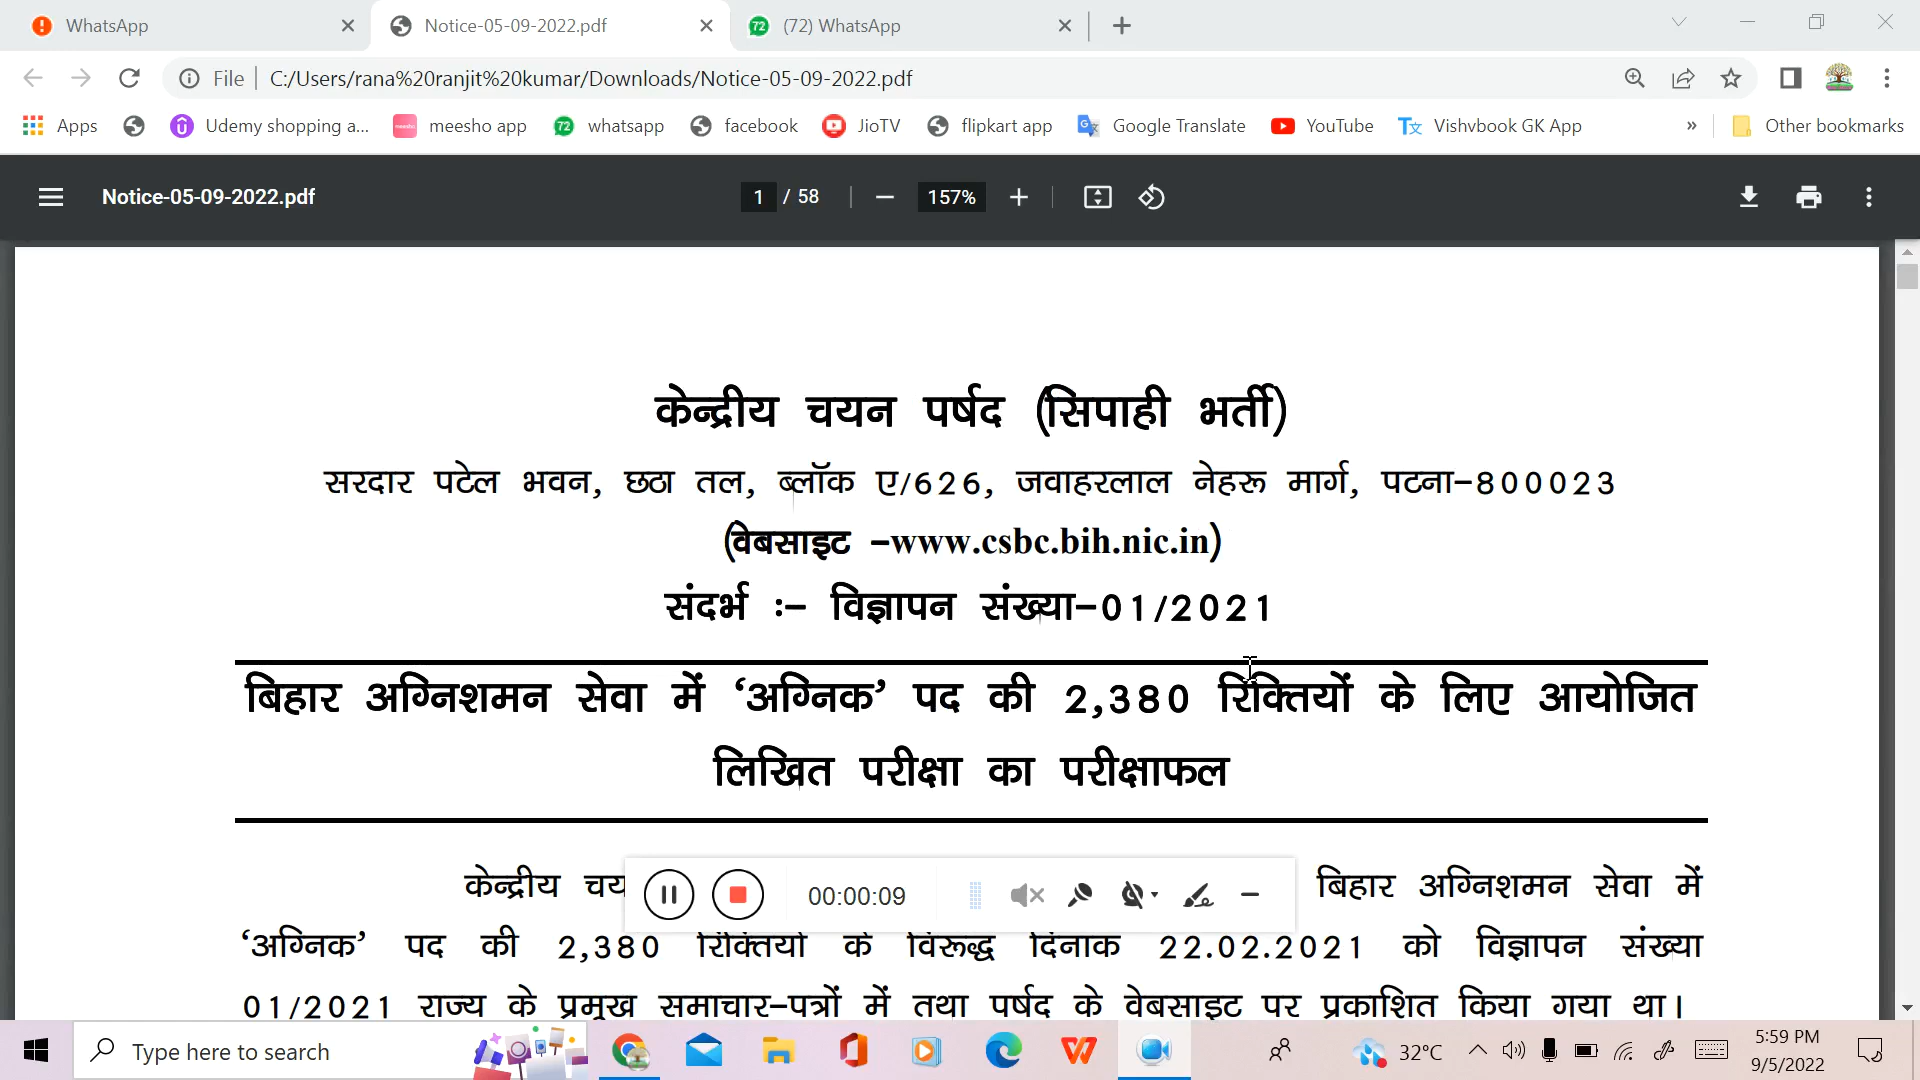 WhatsApp
Notice-05-09-2022.pdf
72 (72) WhatsApp
File C:/Users/rana%20ranjit%20kumar/Downloads/Notice-05-09-2022.pdf
Apps Udemy shopping a... meesho app 72 whatsapp facebook JioTV flipkart app Google Translate YouTube Vishvbook GK App » Other bookmarks
Notice-05-09-2022.pdf 1 / 58 157%
केन्द्रीय चयन पर्षद (सिपाही भर्ती)
सरदार पटेल भवन, छठा तल, ब्लॉक ए/626, जवाहरलाल नेहरू मार्ग, पटना-800023
(वेबसाइट -www.csbc.bih.nic.in)
संदर्भ :- विज्ञापन संख्या-01/2021
बिहार अग्निशमन सेवा में ‘अग्निक’ पद की 2,380 रिक्तियों के लिए आयोजित
लिखित परीक्षा का परीक्षाफल
केन्द्रीय बिहार अग्निशमन सेवा में
00:00:09
‘अग्निक’ पद की 2,380 रिक्तियों के विरूद्ध दिनांक 22.02.2021 को विज्ञापन संख्या
01/2021 राज्य के प्रमुख समाचार-पत्रों में तथा पर्षद के वेबसाइट पर प्रकाशित किया गया था।
Type here to search
32°C
5:59 PM
9/5/2022